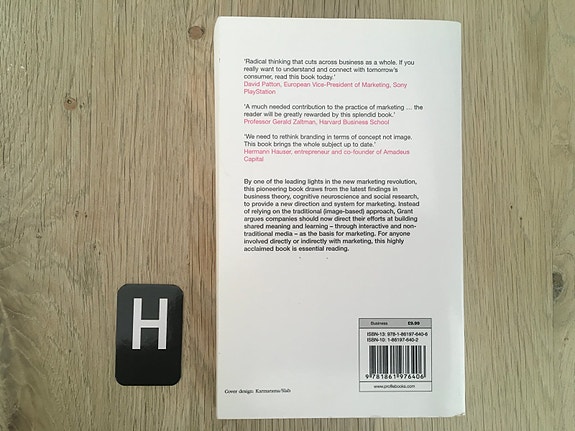 'Radical thinking that cuts across business as a whole. If you
really want to understand and connect with tomorrow's
consumer, read this book today.'
David Patton, European Vice-President of Marketing, Sony
PlayStation
'A much needed contribution to the practice of marketing … the
reader will be greatly rewarded by this splendid book.'
Professor Gerald Zaltman, Harvard Business School
'We need to rethink branding in terms of concept not image.
This book brings the whole subject up to date.'
Hermann Hauser, entrepreneur and co-founder of Amadeus
Capital
By one of the leading lights in the new marketing revolution,
this pioneering book draws from the latest findings in
business theory, cognitive neuroscience and social research,
to provide a new direction and system for marketing. Instead
of relying on the traditional (image-based) approach, Grant
argues companies should now direct their efforts at building
shared meaning and learning – through interactive and non-
traditional media – as the basis for marketing. For anyone
involved directly or indirectly with marketing, this highly
acclaimed book is essential reading.
H
Business £9.99
ISBN-13: 978-1-86197-640-6
ISBN-10: 1-86197-640-2
9 781861 976406
www.profilebooks.com
Cover design: Kamarama/Slab